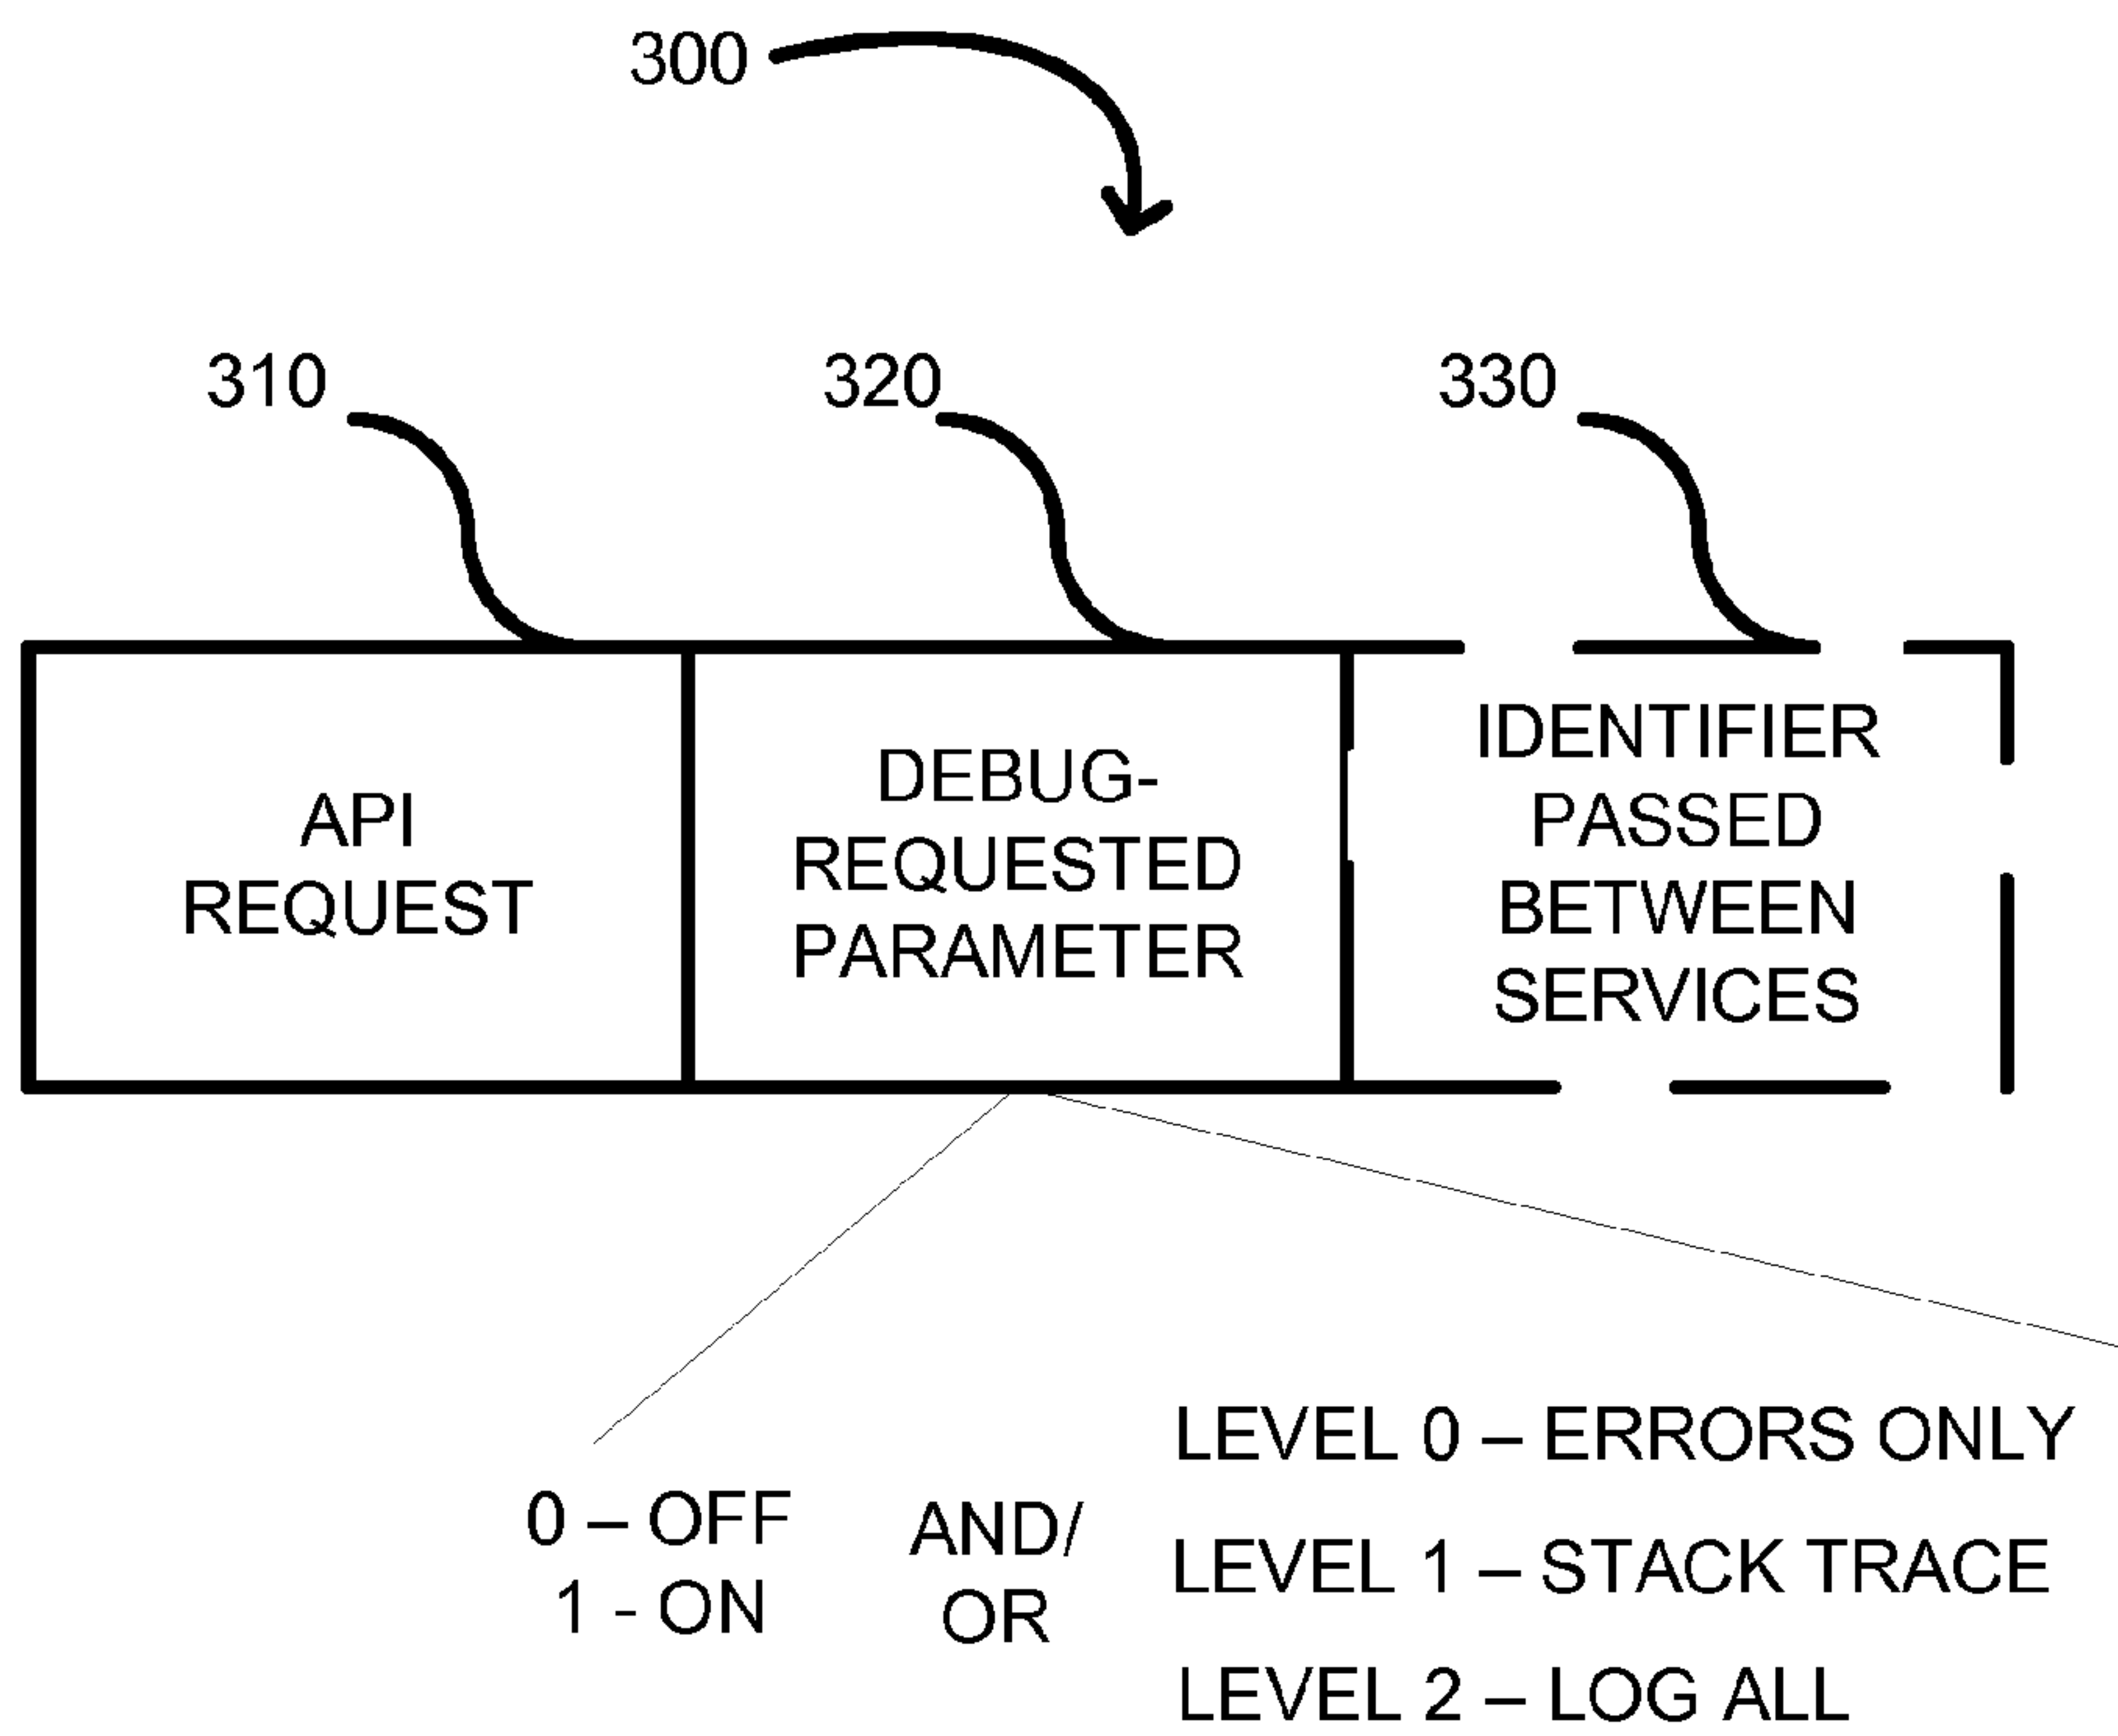 300
310
320
330
API
REQUEST
DEBUG-
REQUESTED
PARAMETER
IDENTIFIER
PASSED
BETWEEN
SERVICES
0 – OFF
1 - ON
AND/
OR
LEVEL 0 – ERRORS ONLY
LEVEL 1 – STACK TRACE
LEVEL 2 – LOG ALL